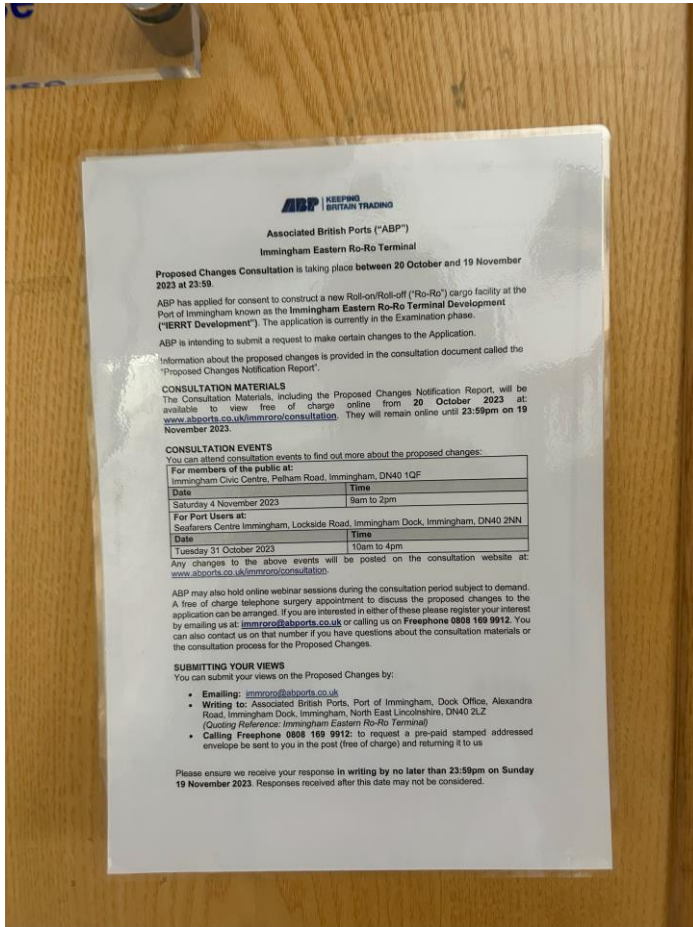 ABP KEEPING
BRITAIN TRADING
Associated British Ports ("ABP")
Immingham Eastern Ro-Ro Terminal
Proposed Changes Consultation is taking place between 20 October and 19 November
2023 at 23:59.
ABP has applied for consent to construct a new Roll-on/Roll-off ("Ro-Ro") cargo facility at the
Port of Immingham known as the Immingham Eastern Ro-Ro Terminal Development
("IERRT Development"). The application is currently in the Examination phase.
ABP is intending to submit a request to make certain changes to the Application.
Information about the proposed changes is provided in the consultation document called the
"Proposed Changes Notification Report".
CONSULTATION MATERIALS
The Consultation Materials, including the Proposed Changes Notification Report, will be
available to view free of charge online from 20 October 2023 at:
www.abports.co.uk/immroro/consultation. They will remain online until 23:59pm on 19
November 2023.
CONSULTATION EVENTS
You can attend consultation events to find out more about the proposed changes:
For members of the public at:
Immingham Civic Centre, Pelham Road, Immingham, DN40 1QF
Date Time
Saturday 4 November 2023 9am to 2pm
For Port Users at:
Seafarers Centre Immingham, Lockside Road, Immingham Dock, Immingham, DN40 2NN
Date Time
Tuesday 31 October 2023 10am to 4pm
Any changes to the above events will be posted on the consultation website at:
www.abports.co.uk/immroro/consultation.
ABP may also hold online webinar sessions during the consultation period subject to demand.
A free of charge telephone surgery appointment to discuss the proposed changes to the
application can be arranged. If you are interested in either of these please register your interest
by emailing us at: immroro@abports.co.uk or calling us on Freephone 0808 169 9912. You
can also contact us on that number if you have questions about the consultation materials or
the consultation process for the Proposed Changes.
SUBMITTING YOUR VIEWS
You can submit your views on the Proposed Changes by:
• Emailing: immroro@abports.co.uk
• Writing to: Associated British Ports, Port of Immingham, Dock Office, Alexandra
Road, Immingham Dock, Immingham, North East Lincolnshire, DN40 2LZ
(Quoting Reference: Immingham Eastern Ro-Ro Terminal)
• Calling Freephone 0808 169 9912: to request a pre-paid stamped addressed
envelope be sent to you in the post (free of charge) and returning it to us
Please ensure we receive your response in writing by no later than 23:59pm on Sunday
19 November 2023. Responses received after this date may not be considered.